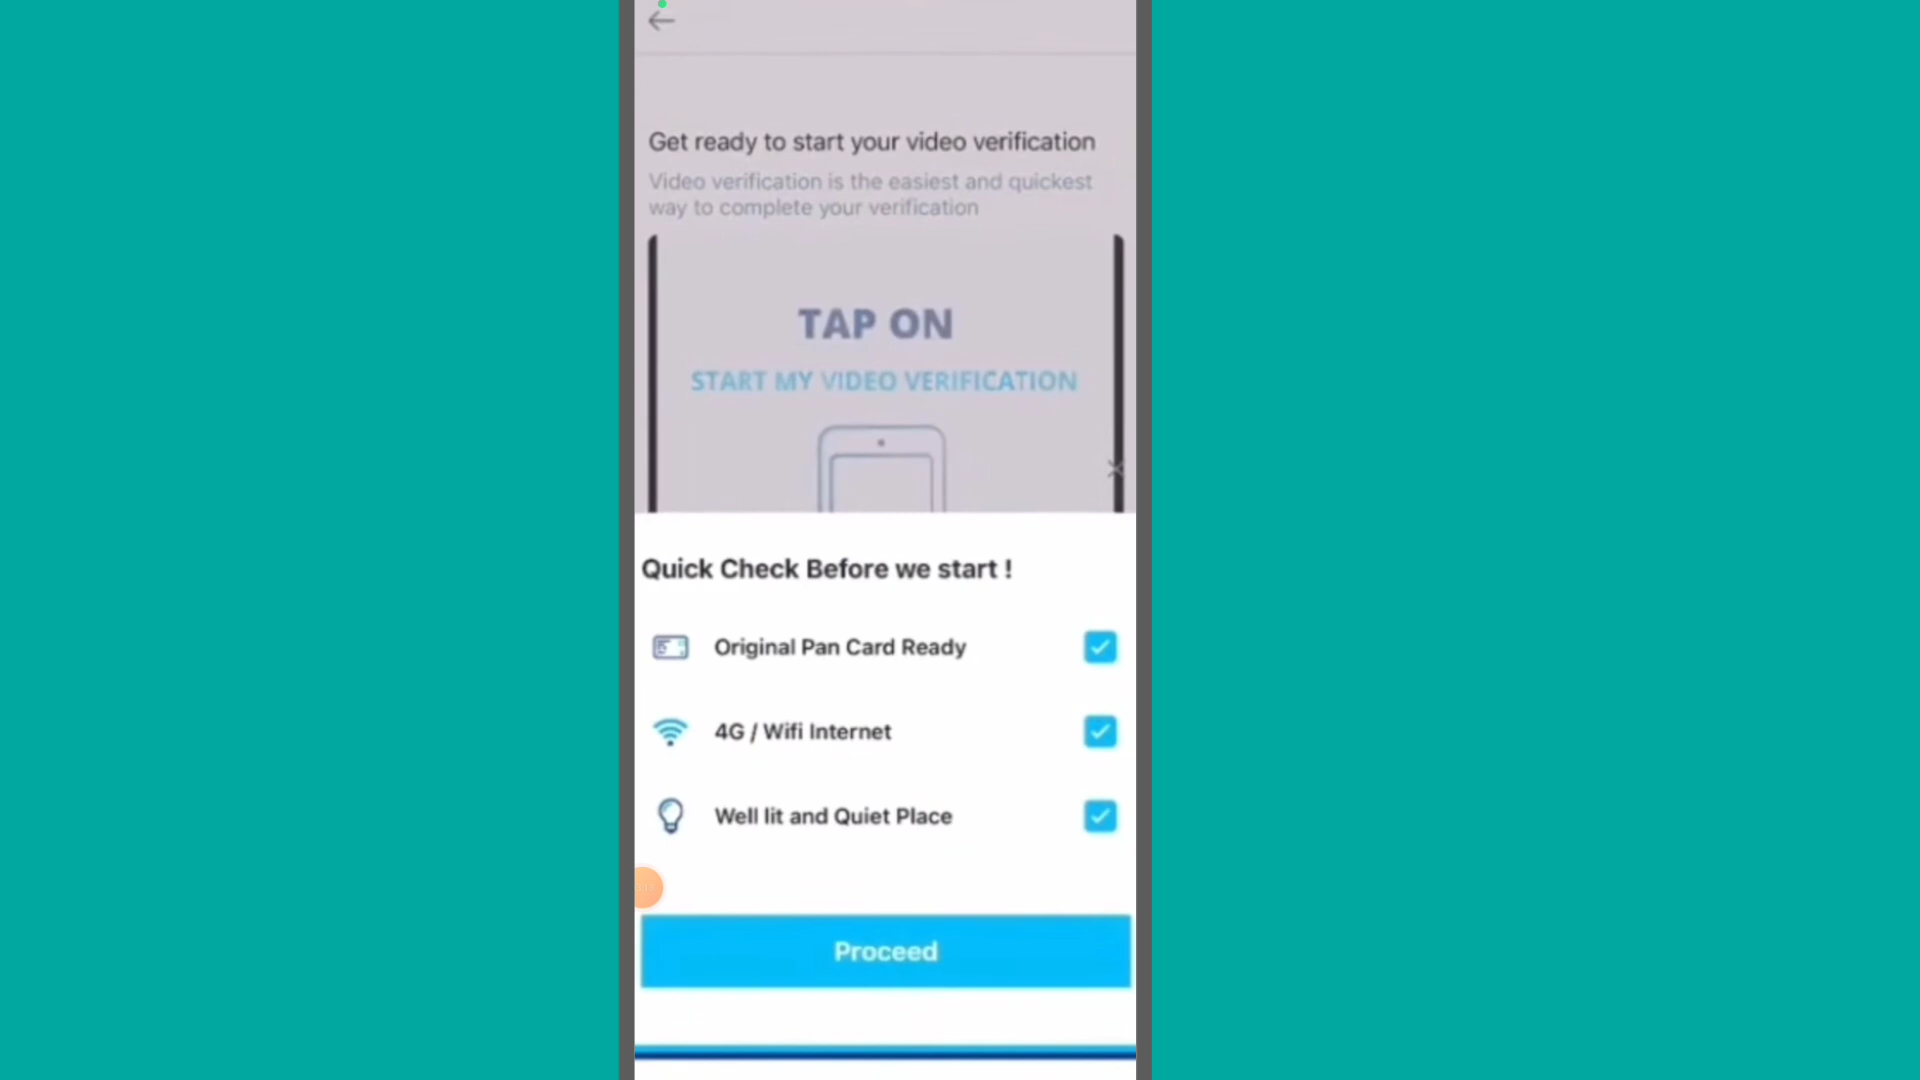 Get ready to start your video verification
Video verification is the easiest and quickest
way to complete your verification
TAP ON
START MY VIDEO VERIFICATION
Quick Check Before we start !
Original Pan Card Ready
4G / Wifi Internet
Well lit and Quiet Place
Proceed